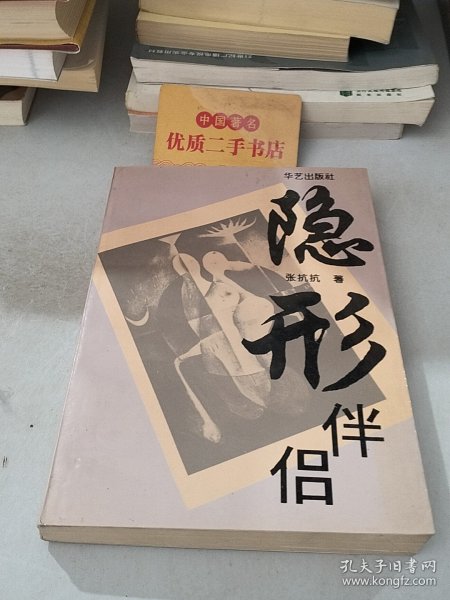 中国著名
优质二手书店
华艺出版社
隐形
伴侣
张抗抗 著
孔夫子旧书网
www.kongfz.com